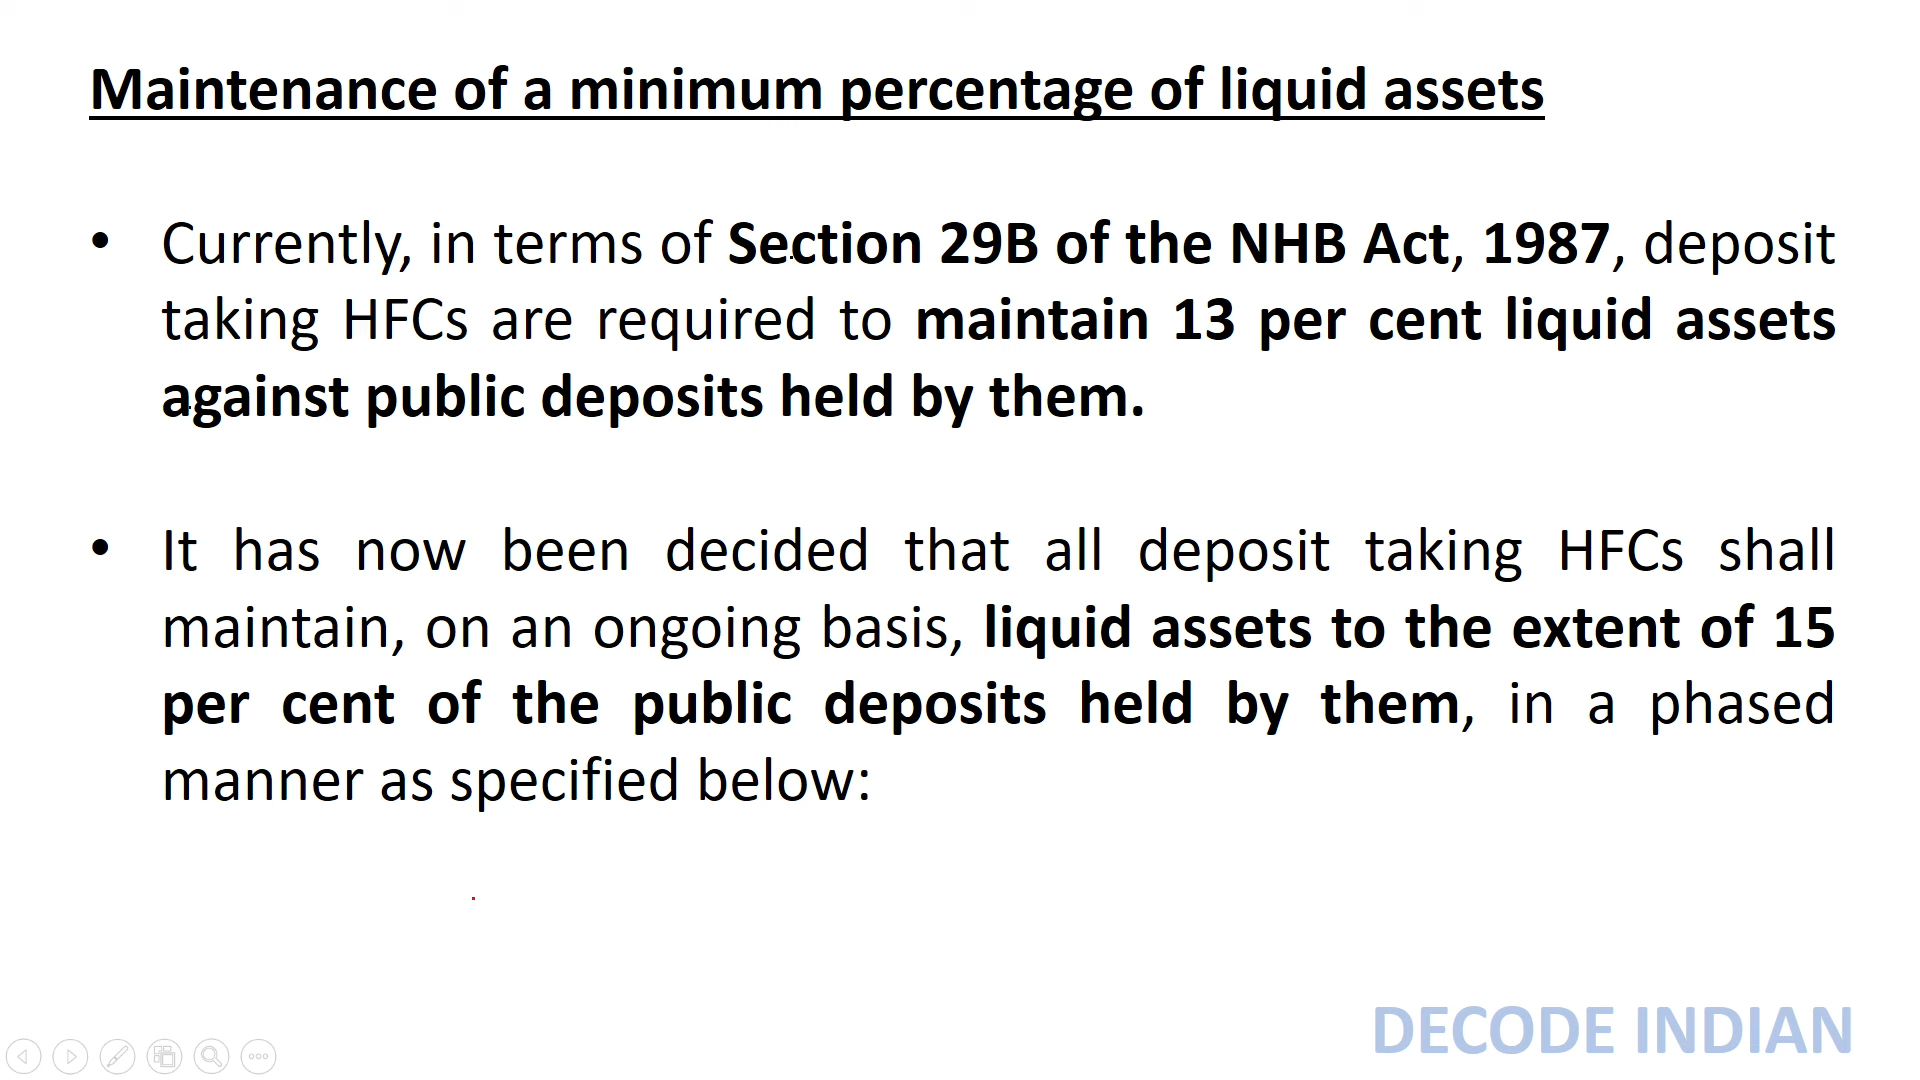 Maintenance of a minimum percentage of liquid assets
• Currently, in terms of Section 29B of the NHB Act, 1987, deposit
taking HFCs are required to maintain 13 per cent liquid assets
against public deposits held by them.
• It has now been decided that all deposit taking HFCs shall
maintain, on an ongoing basis, liquid assets to the extent of 15
per cent of the public deposits held by them, in a phased
manner as specified below:
DECODE INDIAN